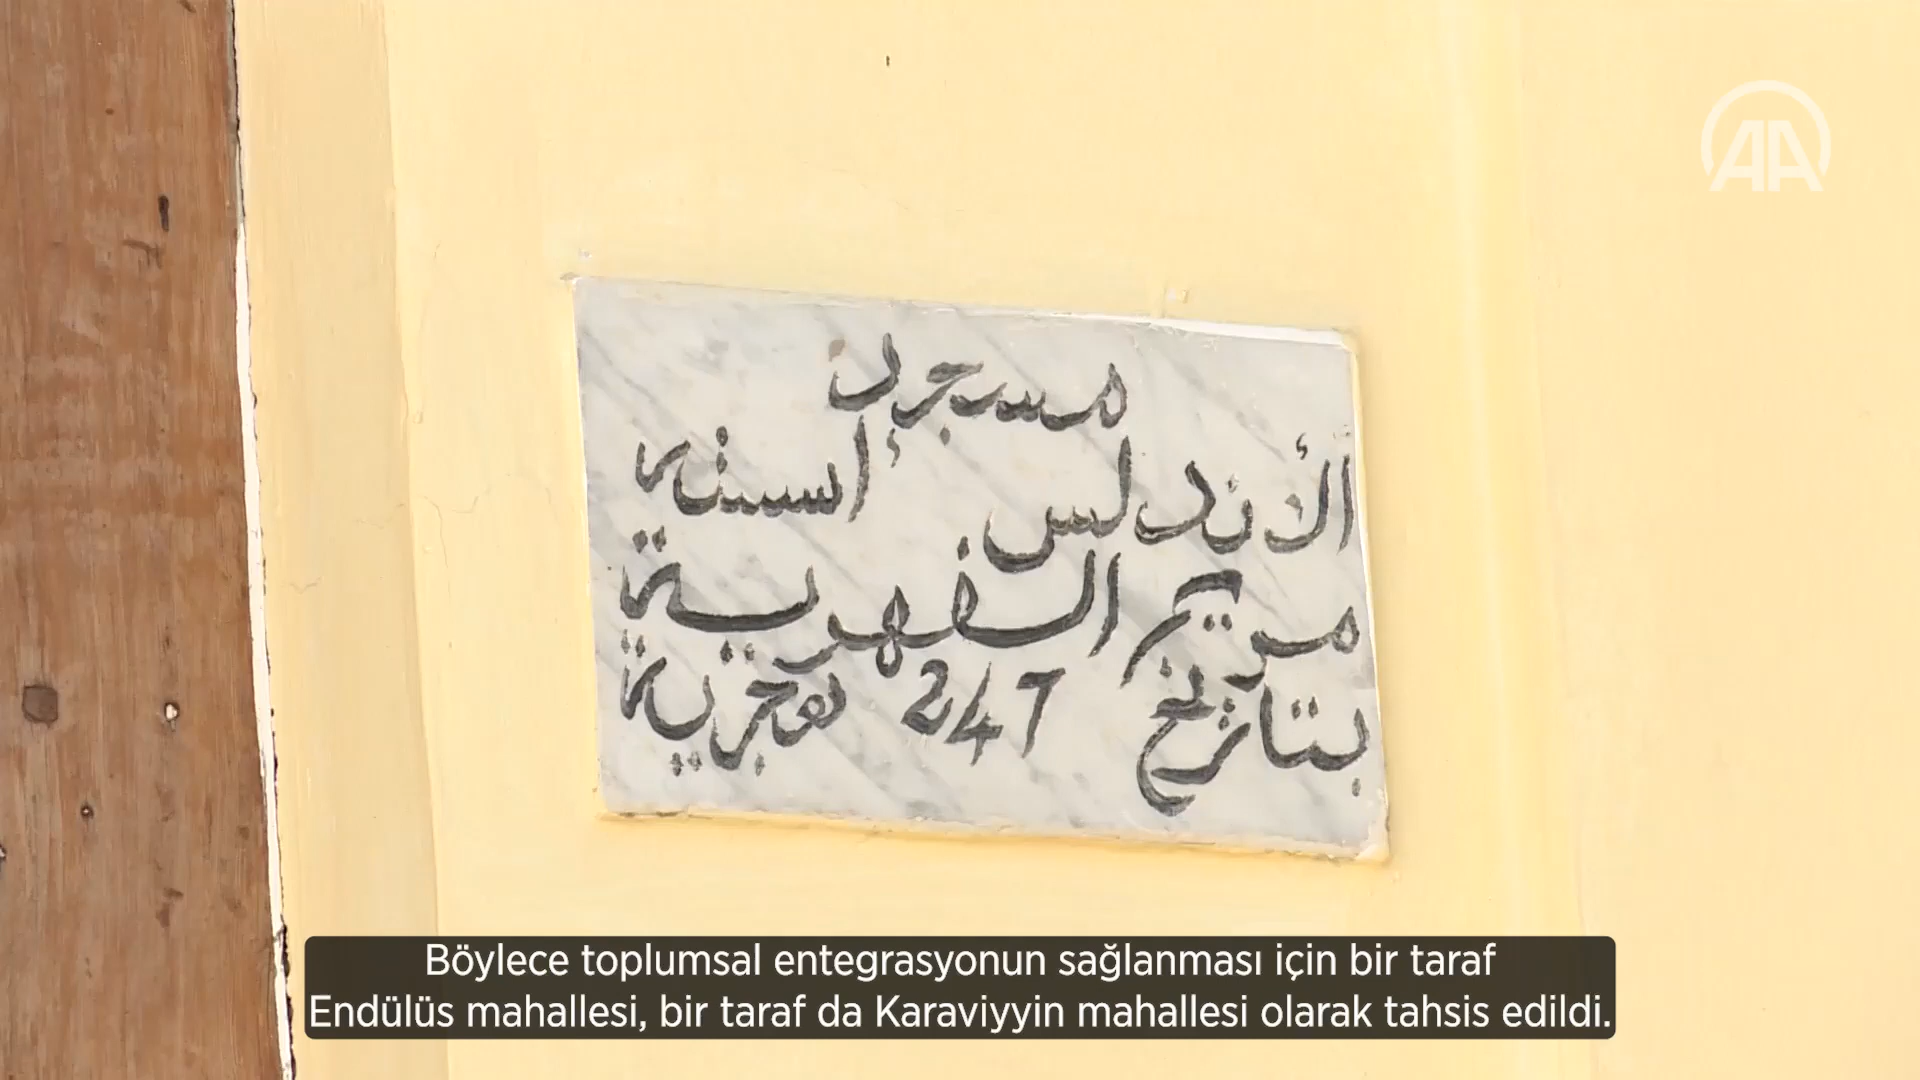 AA
مسجد
الأندلس أسسته
مريم الفهرية
بتاريخ 247 هجرية
Böylece toplumsal entegrasyonun sağlanması için bir taraf
Endülüs mahallesi, bir taraf da Karaviyyin mahallesi olarak tahsis edildi.